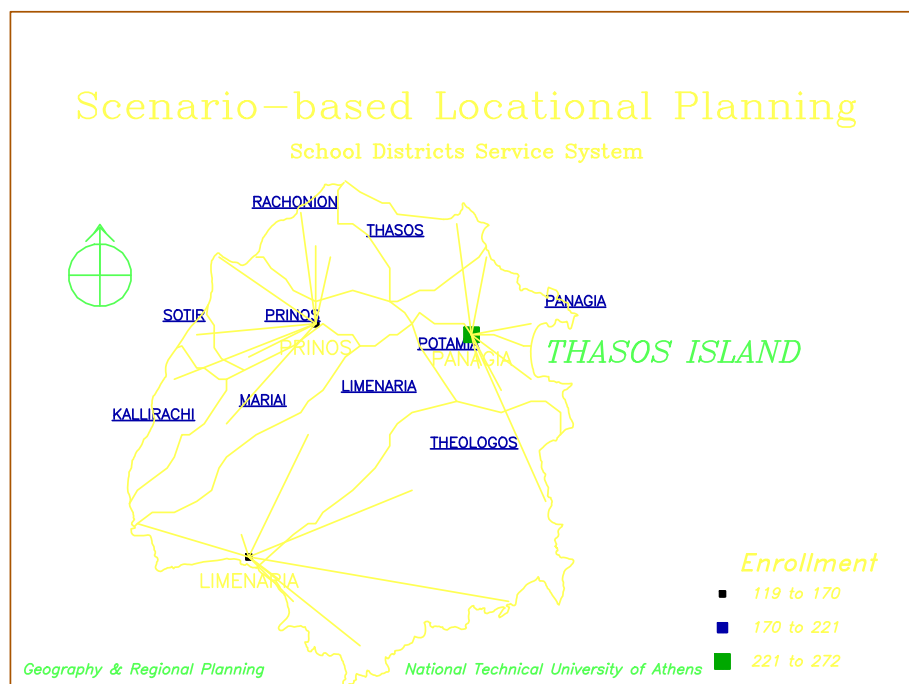 Scenario-based Locational Planning
School Districts Service System
RACHONION
THASOS
PANAGIA
SOTIR
PRINOS
PRINOS
POTAMIA
PANAGIA
THASOS ISLAND
LIMENARIA
MARIAI
KALLIRACHI
THEOLOGOS
LIMENARIA
Enrollment
119 to 170
170 to 221
221 to 272
Geography & Regional Planning
National Technical University of Athens